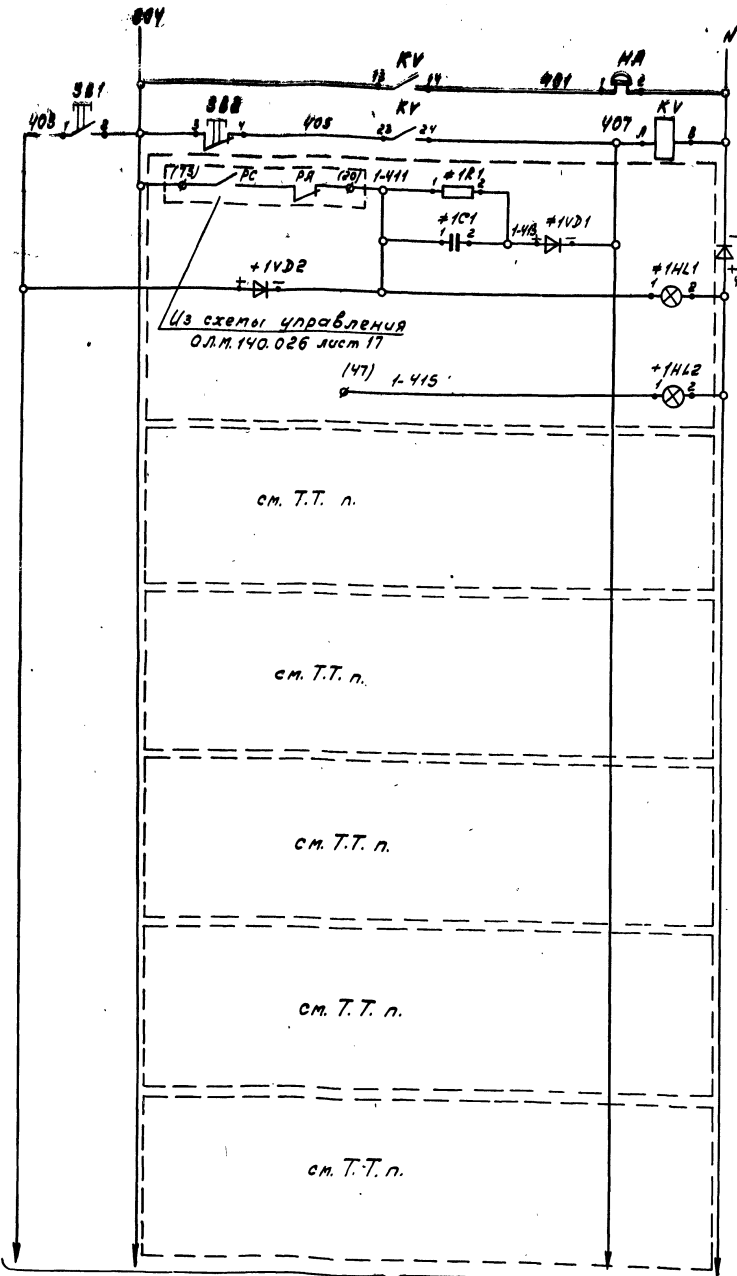 N
KV
HA
13
14
401
1
2
SB1
SB2
KV
KV
403
1
2
3
4
405
23
24
407
A
B
(73)
PC
PA
(20)
1-411
*1R1
1
2
*1C1
1
2
1-413
*1VD1
+1VD2
*1HL1
1
2
Из схемы управления
ОЛМ.140.026 лист 17
(47)
1-415
+1HL2
1
2
см. Т.Т. п.
см. Т.Т. п.
см. Т.Т. п.
см. Т.Т. п.
см. Т.Т. п.